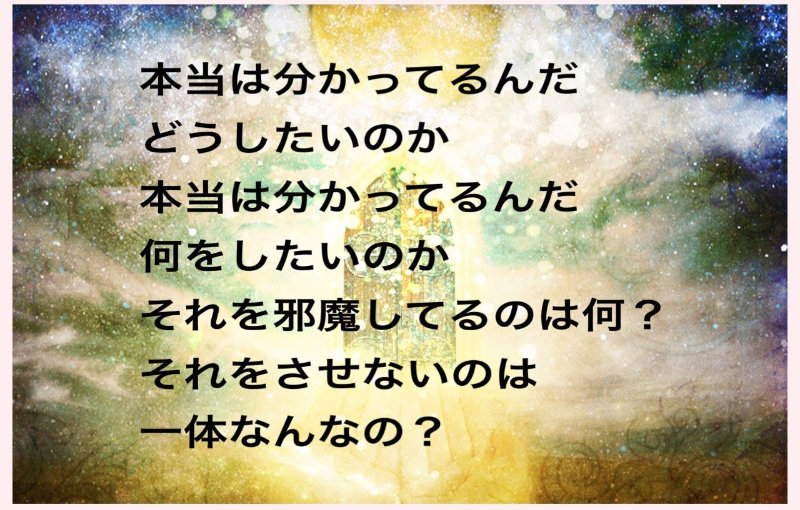 本当は分かってるんだ
どうしたいのか
本当は分かってるんだ
何をしたいのか
それを邪魔してるのは何？
それをさせないのは
一体なんなの？